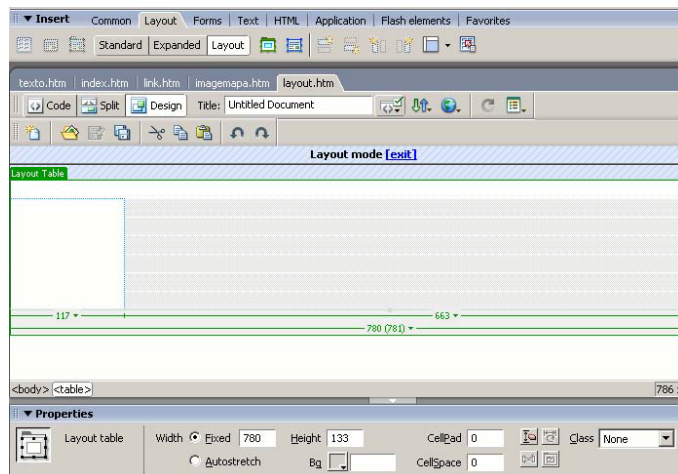 Insert Common Layout Forms Text HTML Application Flash elements Favorites
Standard Expanded Layout
texto.htm index.htm link.htm imagemapa.htm layout.htm
Code Split Design Title: Untitled Document
Layout mode [exit]
Layout Table
117 663
780 (781)
<body> <table> 786
Properties
Layout table Width Fixed 780 Height 133 CellPad 0 Class None
Autostretch Bg CellSpace 0